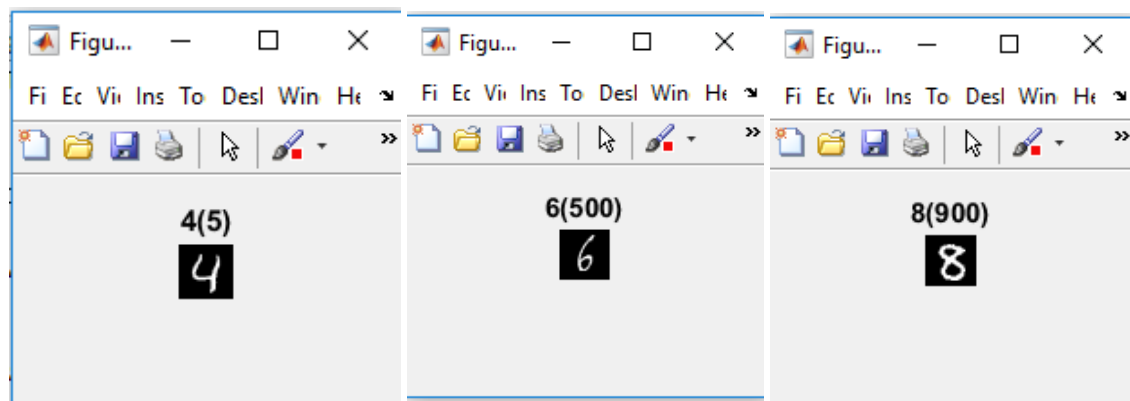 Figu...
Fi Ec Vi Ins To Desl Win He
4(5)
4
Figu...
Fi Ec Vi Ins To Desl Win He
6(500)
6
Figu...
Fi Ec Vi Ins To Desl Win He
8(900)
8